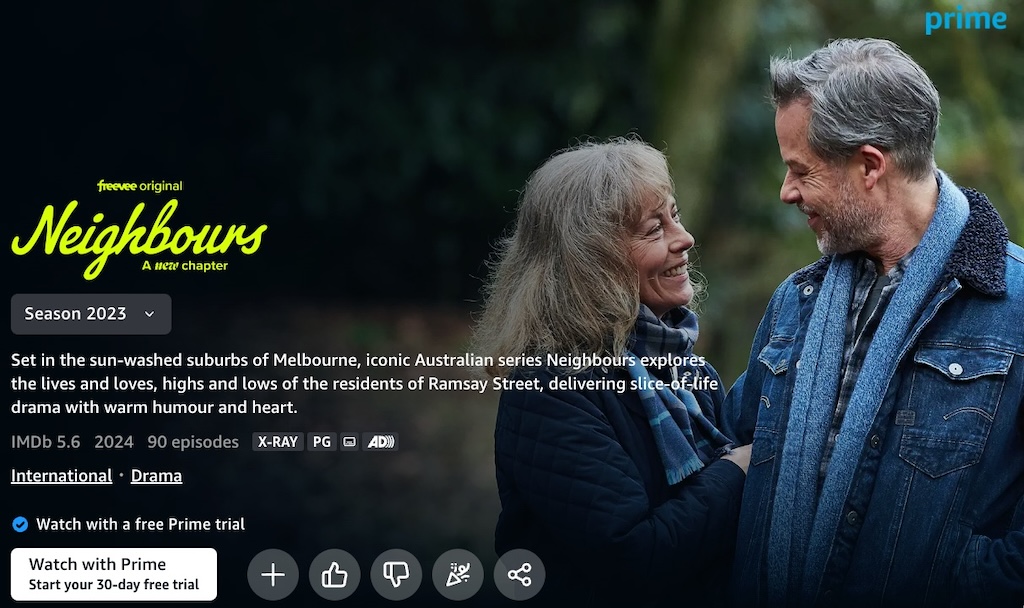 prime
freevee original
Neighbours
A new chapter
Season 2023
Set in the sun-washed suburbs of Melbourne, iconic Australian series Neighbours explores
the lives and loves, highs and lows of the residents of Ramsay Street, delivering slice-of-life
drama with warm humour and heart.
IMDb 5.6 2024 90 episodes X-RAY PG AD
International · Drama
Watch with a free Prime trial
Watch with Prime
Start your 30-day free trial